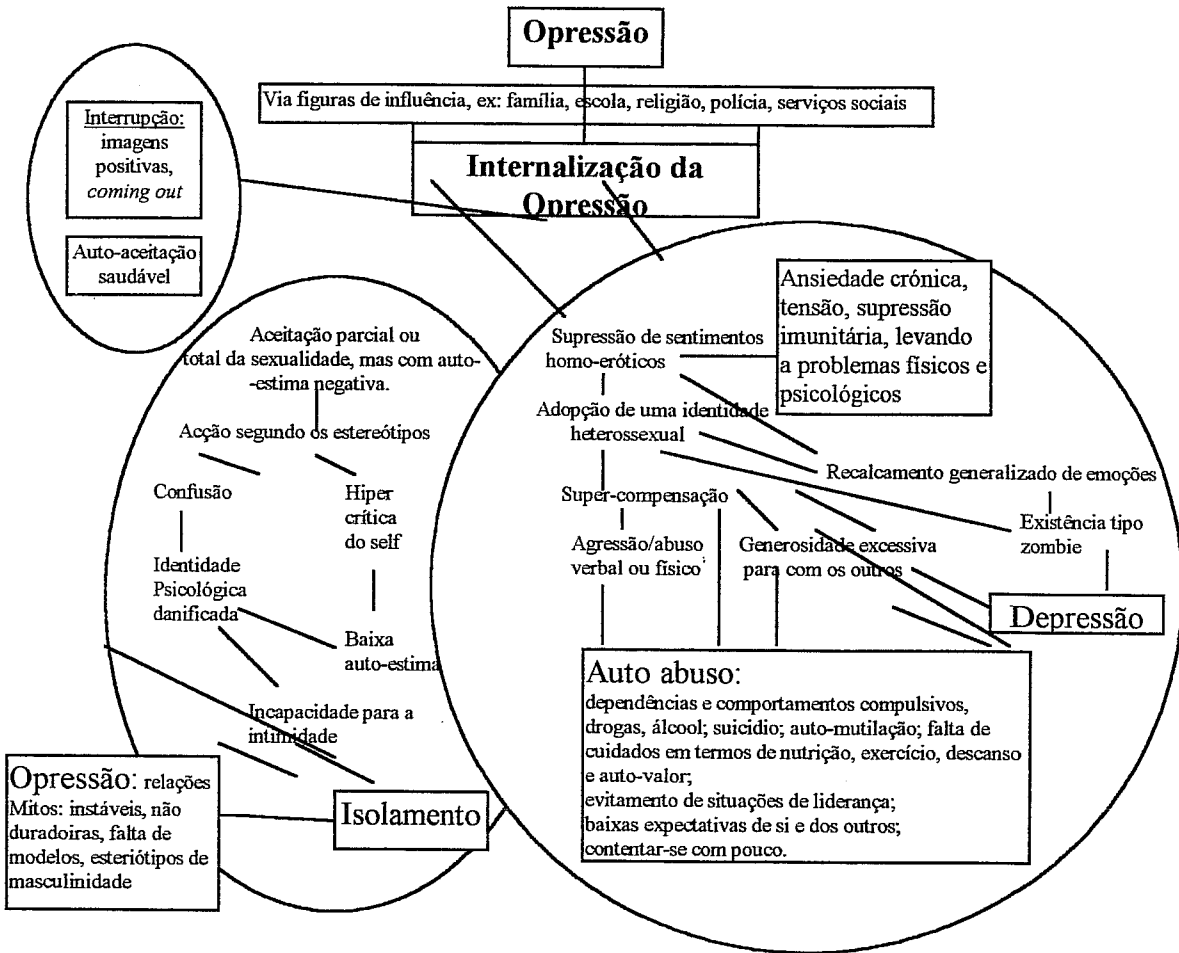 Opressão
Via figuras de influência, ex: família, escola, religião, polícia, serviços sociais
Internalização da
Opressão
Interrupção:
imagens
positivas,
coming out
Auto-aceitação
saudável
Aceitação parcial ou
total da sexualidade, mas com auto-
-estima negativa.
Acção segundo os estereótipos
Confusão
Hiper
crítica
do self
Identidade
Psicológica
danificada
Baixa
auto-estima
Incapacidade para a
intimidade
Opressão: relações
Mitos: instáveis, não
duradoiras, falta de
modelos, esteriótipos de
masculinidade
Isolamento
Supressão de sentimentos
homo-eróticos
Ansiedade crónica,
tensão, supressão
imunitária, levando
a problemas físicos e
psicológicos
Adopção de uma identidade
heterossexual
Recalcamento generalizado de emoções
Super-compensação
Existência tipo
zombie
Agressão/abuso
verbal ou físico
Generosidade excessiva
para com os outros
Depressão
Auto abuso:
dependências e comportamentos compulsivos,
drogas, álcool; suicidio; auto-mutilação; falta de
cuidados em termos de nutrição, exercício, descanso
e auto-valor;
evitamento de situações de liderança;
baixas expectativas de si e dos outros;
contentar-se com pouco.